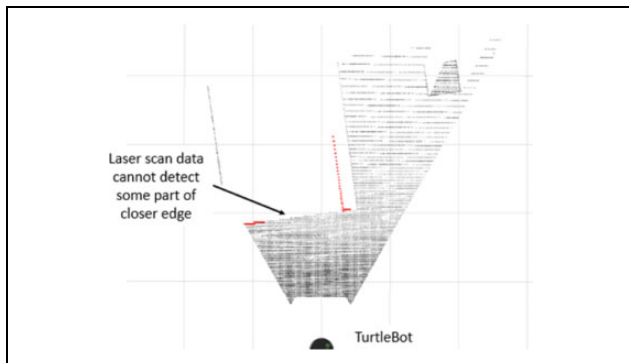 Laser scan data
cannot detect
some part of
closer edge
TurtleBot